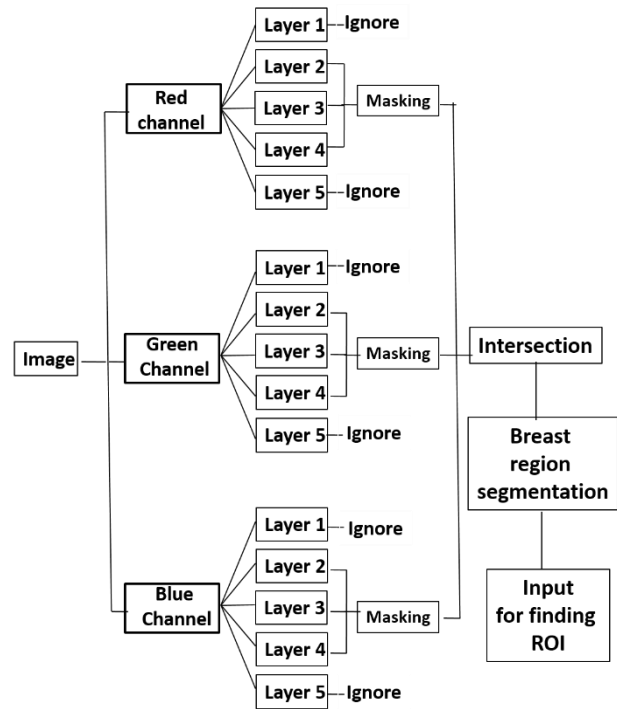 Layer 1
Ignore
Layer 2
Red
channel
Layer 3
Masking
Layer 4
Layer 5
Ignore
Layer 1
Ignore
Layer 2
Image
Green
Channel
Layer 3
Masking
Intersection
Layer 4
Layer 5
Ignore
Breast
region
segmentation
Layer 1
Ignore
Layer 2
Blue
Channel
Layer 3
Masking
Layer 4
Layer 5
Ignore
Input
for finding
ROI